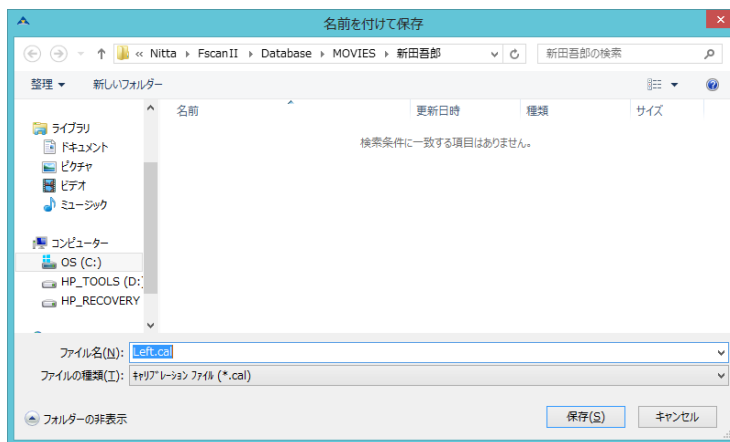 名前を付けて保存
« Nitta ▸ FscanII ▸ Database ▸ MOVIES ▸ 新田吾郎
新田吾郎の検索
整理 ▼ 新しいフォルダー
名前 更新日時 種類 サイズ
検索条件に一致する項目はありません。
ライブラリ
ドキュメント
ピクチャ
ビデオ
ミュージック
コンピューター
OS (C:)
HP_TOOLS (D:)
HP_RECOVERY
ファイル名(N): Left.cal
ファイルの種類(T): ｷｬﾘﾌﾞﾚｰｼｮﾝ ﾌｧｲﾙ (*.cal)
フォルダーの非表示 保存(S) キャンセル